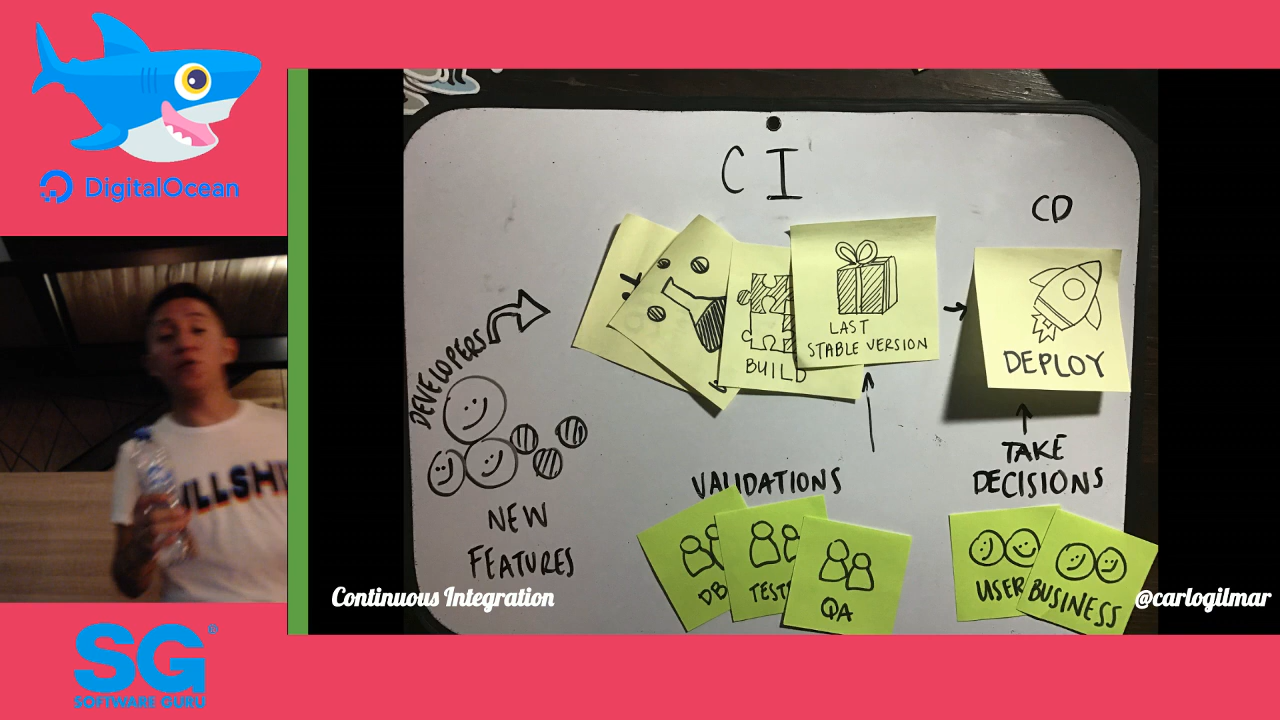 DigitalOcean
CI
CD
DEVELOPERS
BUILD
LAST
STABLE VERSION
DEPLOY
NEW
FEATURES
VALIDATIONS
TAKE
DECISIONS
DB
TEST
QA
USER
BUSINESS
Continuous Integration
@carlogilmar
SG®
SOFTWARE GURU